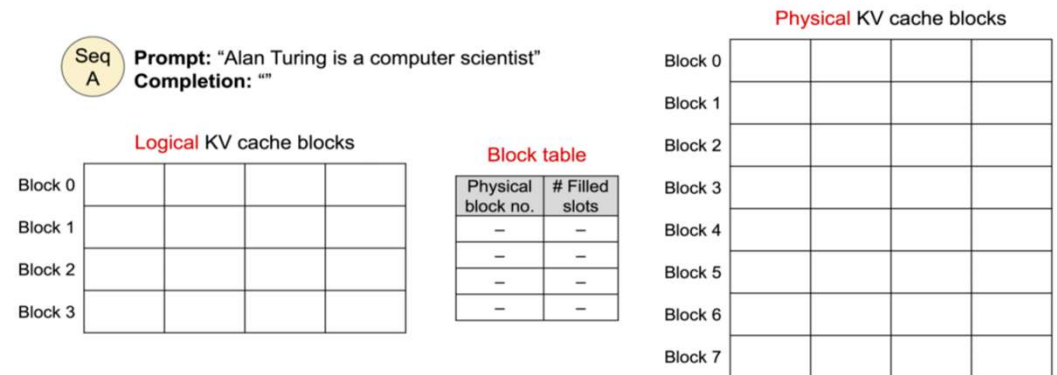 Physical KV cache blocks
Seq
A
Prompt: “Alan Turing is a computer scientist”
Completion: “”
Logical KV cache blocks
Block 0
Block 1
Block 2
Block 3
Block table
Physical block no. # Filled slots
– –
– –
– –
– –
Block 0
Block 1
Block 2
Block 3
Block 4
Block 5
Block 6
Block 7